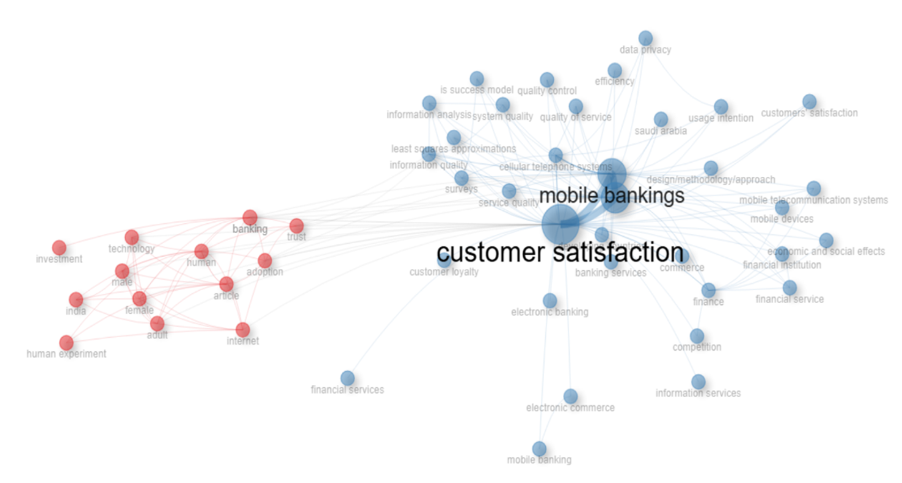 data privacy
efficiency
is success model
quality control
information analysis
system quality
quality of service
usage intention
customers' satisfaction
saudi arabia
least squares approximations
information quality
cellular telephone systems
surveys
service quality
design/methodology/approach
mobile bankings
mobile telecommunication systems
mobile devices
banking
trust
technology
investment
human
adoption
customer satisfaction
economic and social effects
customer loyalty
banking services
commerce
financial institution
male
article
india
female
finance
financial service
electronic banking
adult
internet
human experiment
competition
financial services
information services
electronic commerce
mobile banking